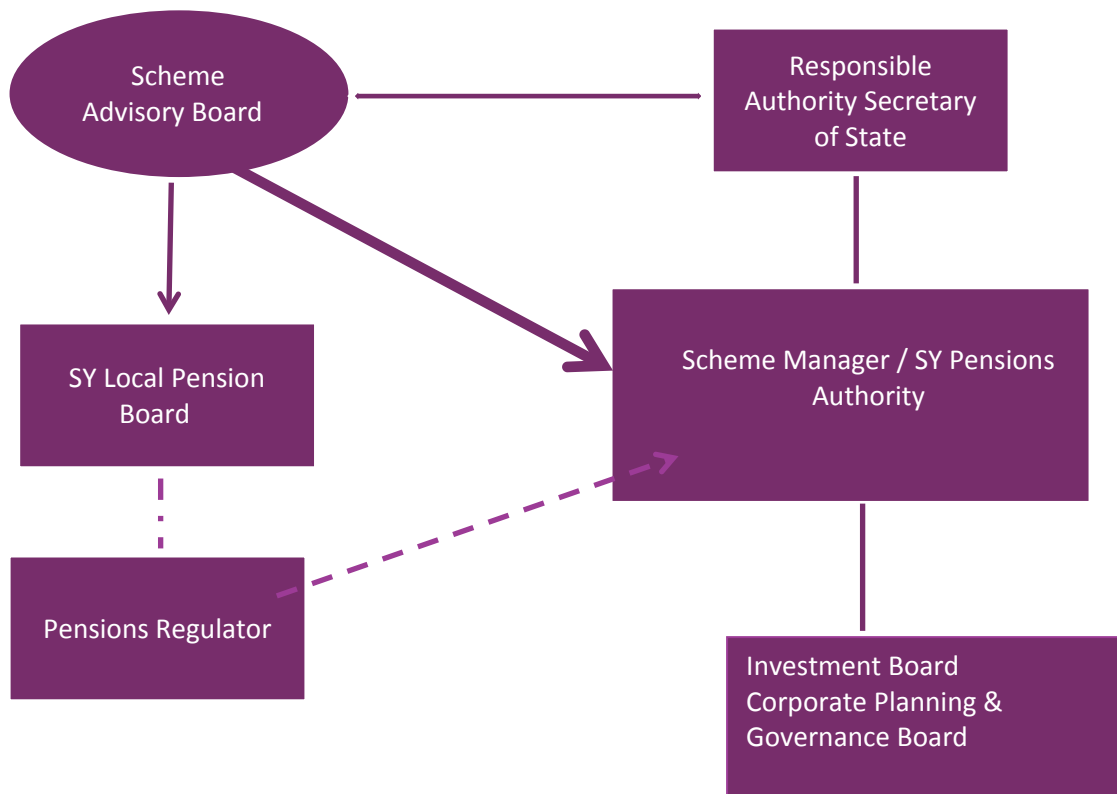 Scheme
Advisory Board
Responsible
Authority Secretary
of State
SY Local Pension
Board
Scheme Manager / SY Pensions
Authority
Pensions Regulator
Investment Board
Corporate Planning &
Governance Board